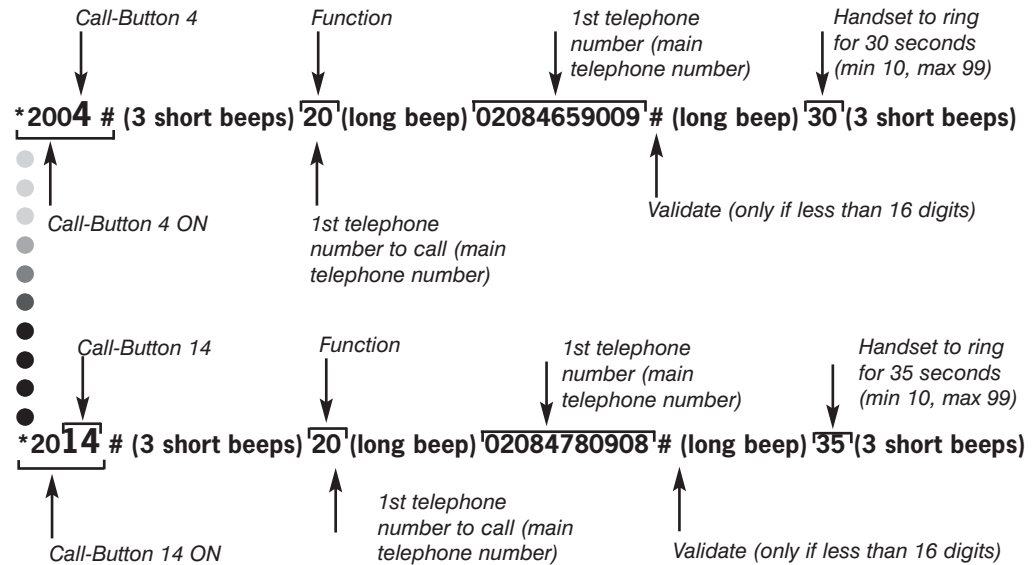 Call-Button 4
Function
1st telephone
number (main
telephone number)
Handset to ring
for 30 seconds
(min 10, max 99)
*2004 # (3 short beeps) 20 (long beep) 02084659009 # (long beep) 30 (3 short beeps)
Call-Button 4 ON
1st telephone
number to call (main
telephone number)
Validate (only if less than 16 digits)
Call-Button 14
Function
1st telephone
number (main
telephone number)
Handset to ring
for 35 seconds
(min 10, max 99)
*2014 # (3 short beeps) 20 (long beep) 02084780908 # (long beep) 35 (3 short beeps)
Call-Button 14 ON
1st telephone
number to call (main
telephone number)
Validate (only if less than 16 digits)